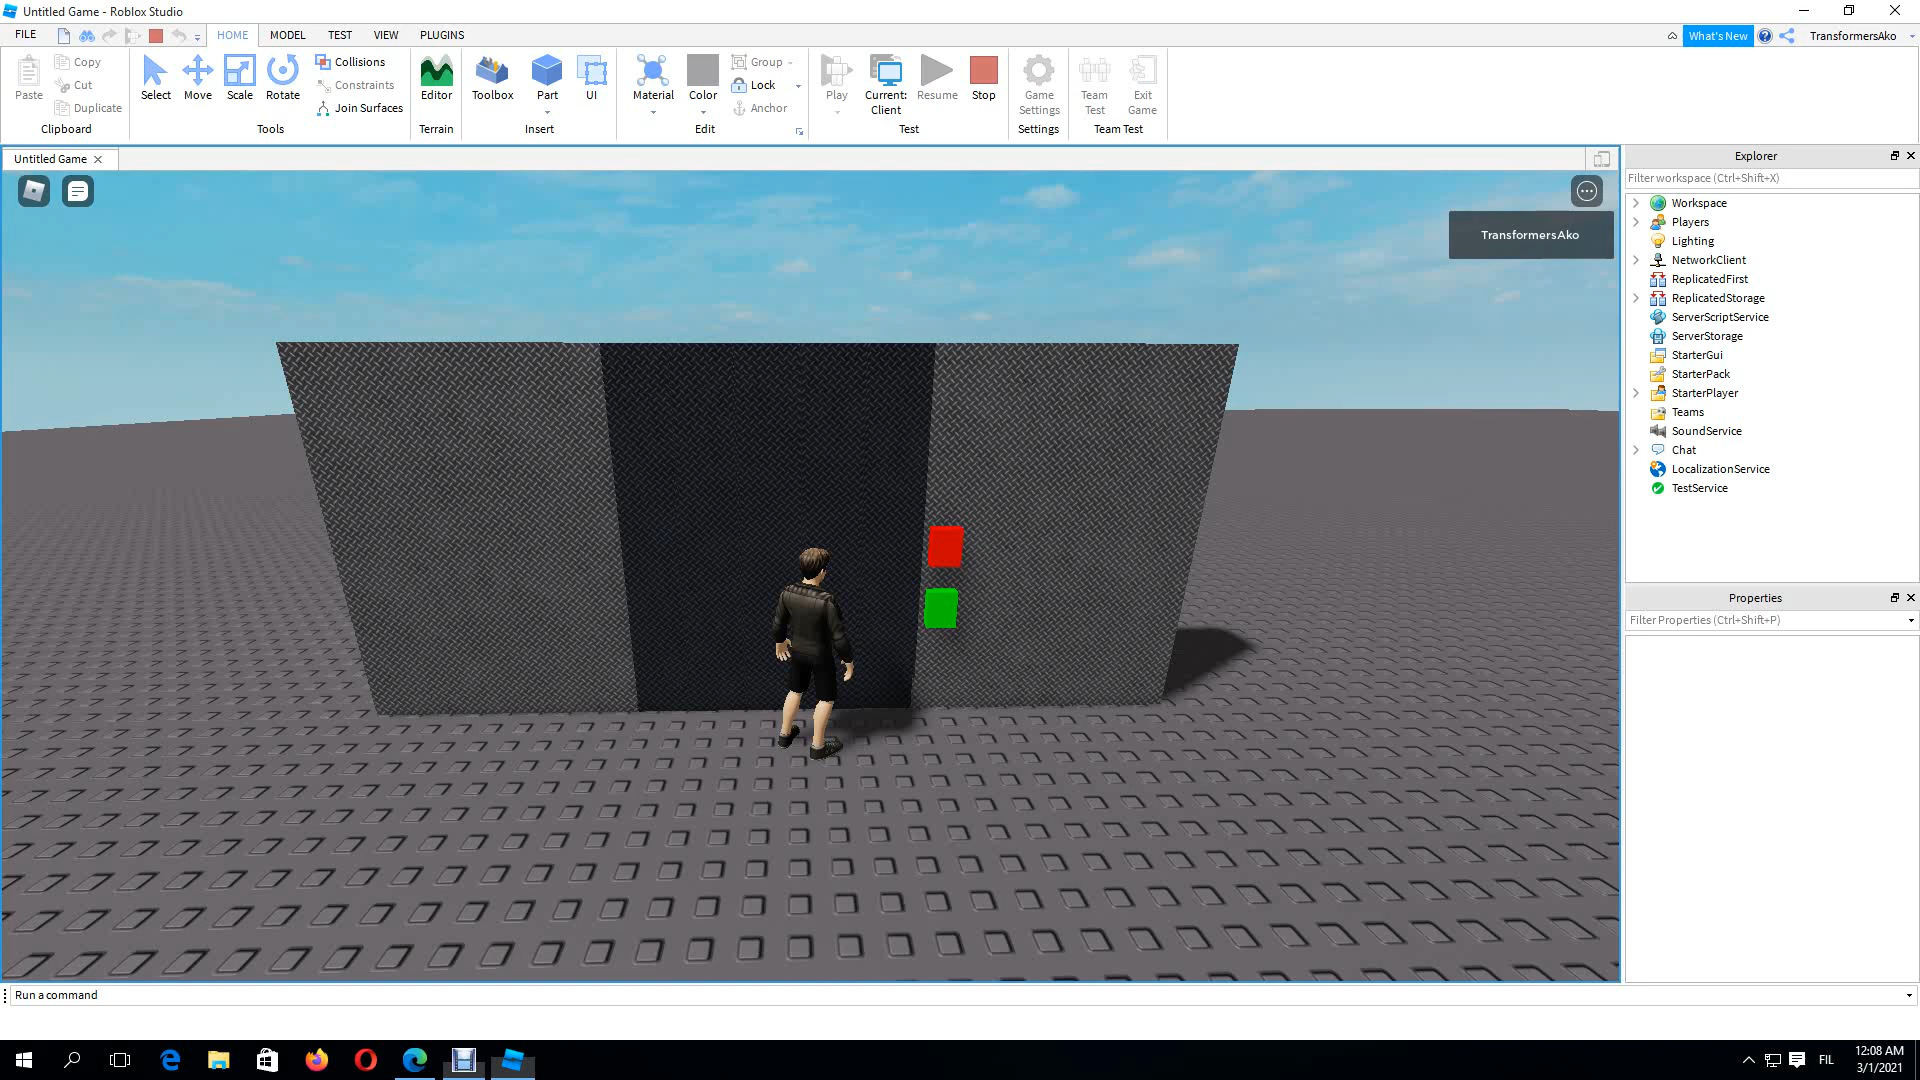 Untitled Game - Roblox Studio
FILE HOME MODEL TEST VIEW PLUGINS What's New TransformersAko
Paste Copy Cut Duplicate
Clipboard
Select Move Scale Rotate Collisions Constraints Join Surfaces
Tools
Editor
Terrain
Toolbox Part UI
Insert
Material Color Group Lock Anchor
Edit
Play Current: Client Resume Stop
Test
Game Settings
Settings
Team Test Exit Game
Team Test
Untitled Game
TransformersAko
Explorer
Filter workspace (Ctrl+Shift+X)
Workspace
Players
Lighting
NetworkClient
ReplicatedFirst
ReplicatedStorage
ServerScriptService
ServerStorage
StarterGui
StarterPack
StarterPlayer
Teams
SoundService
Chat
LocalizationService
TestService
Properties
Filter Properties (Ctrl+Shift+P)
Run a command
FIL
12:08 AM
3/1/2021